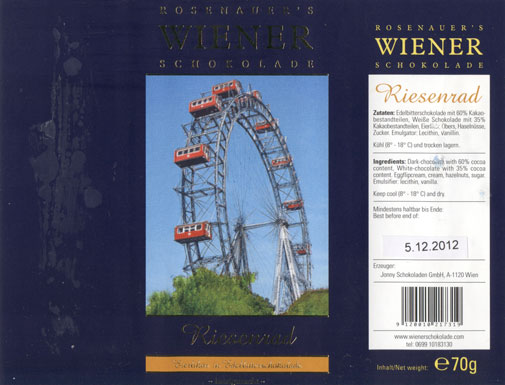 ROSENAUER'S
WIENER
SCHOKOLADE
Riesenrad
ROSENAUER'S
WIENER
SCHOKOLADE
Riesenrad
Zutaten: Edelbitterschokolade mit 60% Kakao-
bestandteilen, Weiße Schokolade mit 35%
Kakaobestandteilen, Obers, Haselnüsse,
Zucker. Emulgator: Lecithin, Vanillin.
Kühl (8° - 18° C) und trocken lagern.
Ingredients: Dark-chocolate with 60% cocoa
content, White-chocolate with 35% cocoa
content. Eggflipcream, cream, hazelnuts, sugar.
Emulsifier: lecithin, vanilla.
Keep cool (8° - 18° C) and dry.
Mindestens haltbar bis Ende:
Best before end of:
5.12.2012
Erzeuger:
Jonny Schokoladen GmbH, A-1120 Wien
www.wienerschokolade.com
tel: 0699 10183130
Inhalt/Net weight: e70g